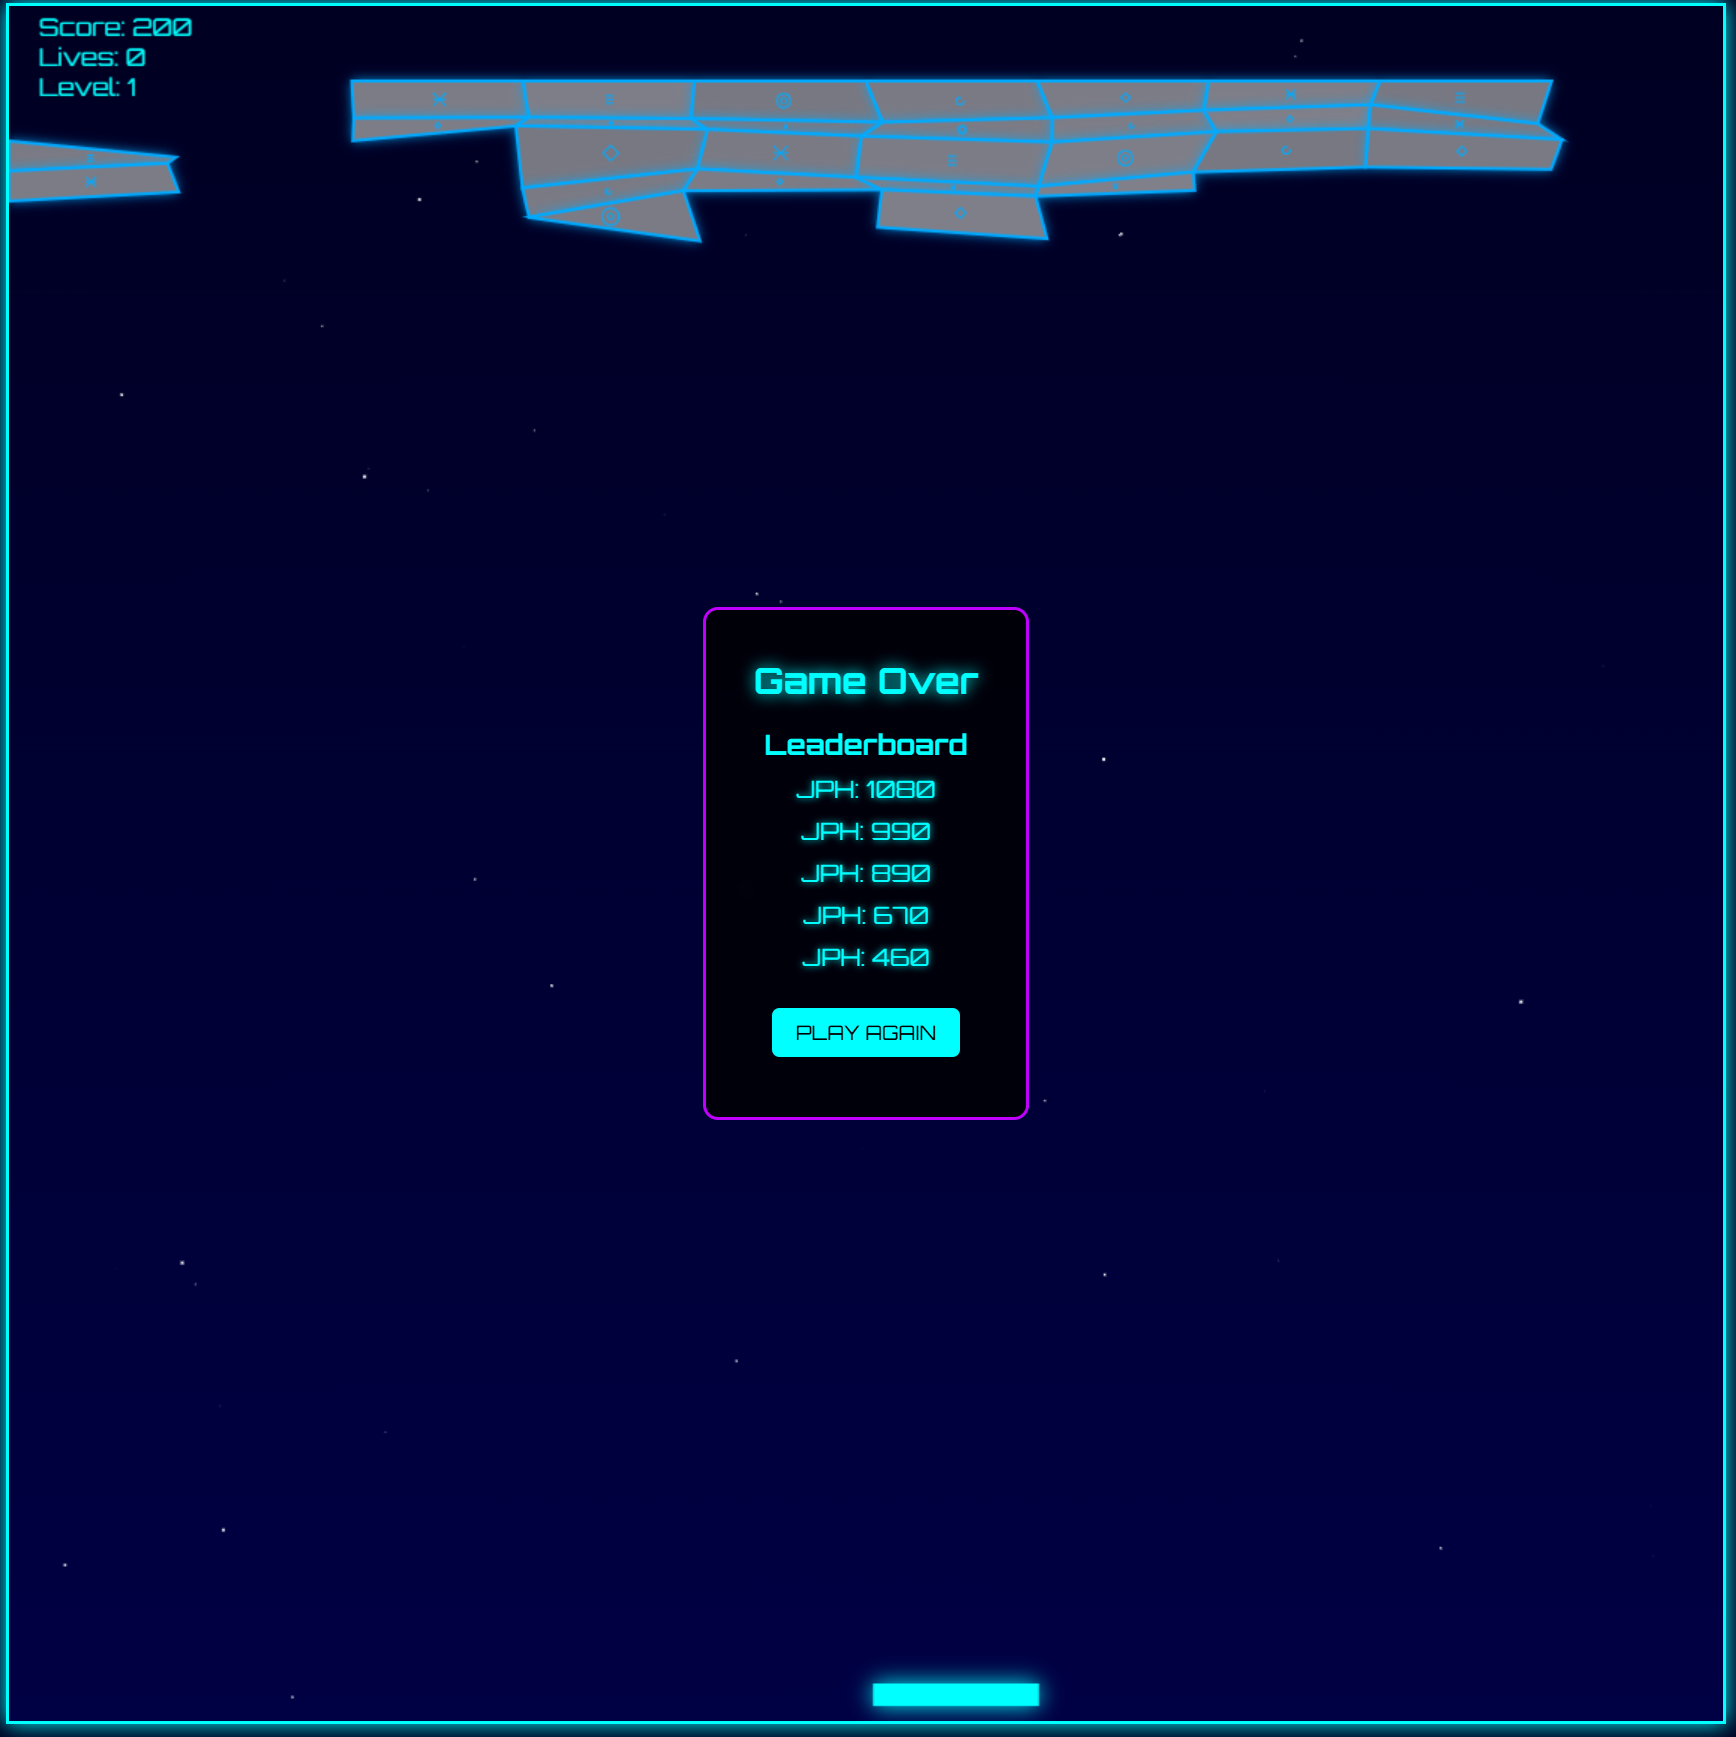 Score: 200
Lives: 0
Level: 1
Game Over
Leaderboard
JPH: 1080
JPH: 990
JPH: 890
JPH: 670
JPH: 460
PLAY AGAIN